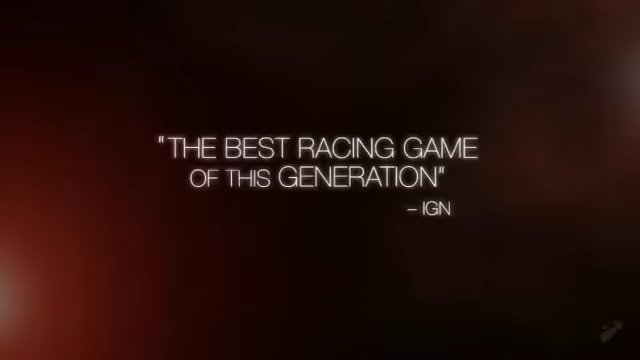 "THE BEST RACING GAME
OF THIS GENERATION"
– IGN